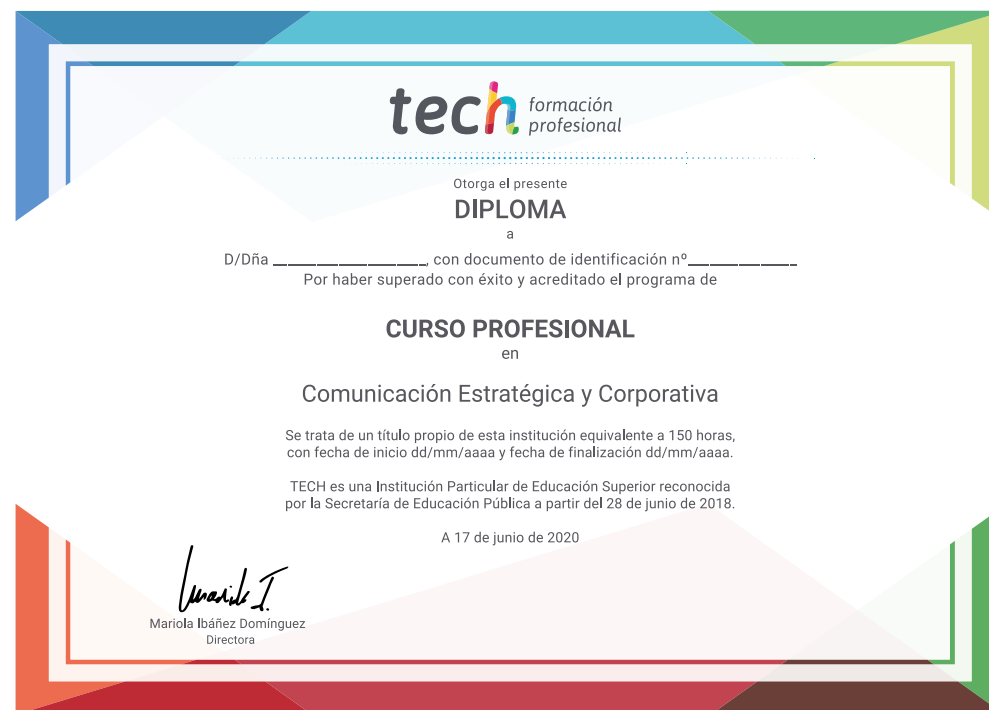 tech formación
profesional
Otorga el presente
DIPLOMA
a
D/Dña ____________________, con documento de identificación nº______________
Por haber superado con éxito y acreditado el programa de
CURSO PROFESIONAL
en
Comunicación Estratégica y Corporativa
Se trata de un título propio de esta institución equivalente a 150 horas,
con fecha de inicio dd/mm/aaaa y fecha de finalización dd/mm/aaaa.
TECH es una Institución Particular de Educación Superior reconocida
por la Secretaría de Educación Pública a partir del 28 de junio de 2018.
A 17 de junio de 2020
Mariola Ibáñez Domínguez
Directora